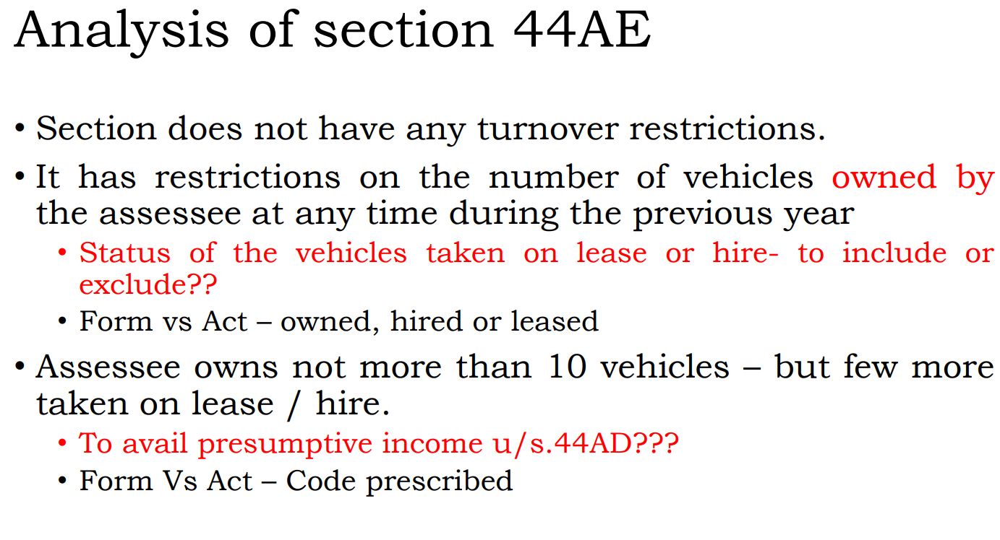 Analysis of section 44AE
• Section does not have any turnover restrictions.
• It has restrictions on the number of vehicles owned by
the assessee at any time during the previous year
• Status of the vehicles taken on lease or hire- to include or
exclude??
• Form vs Act – owned, hired or leased
• Assessee owns not more than 10 vehicles – but few more
taken on lease / hire.
• To avail presumptive income u/s.44AD???
• Form Vs Act – Code prescribed